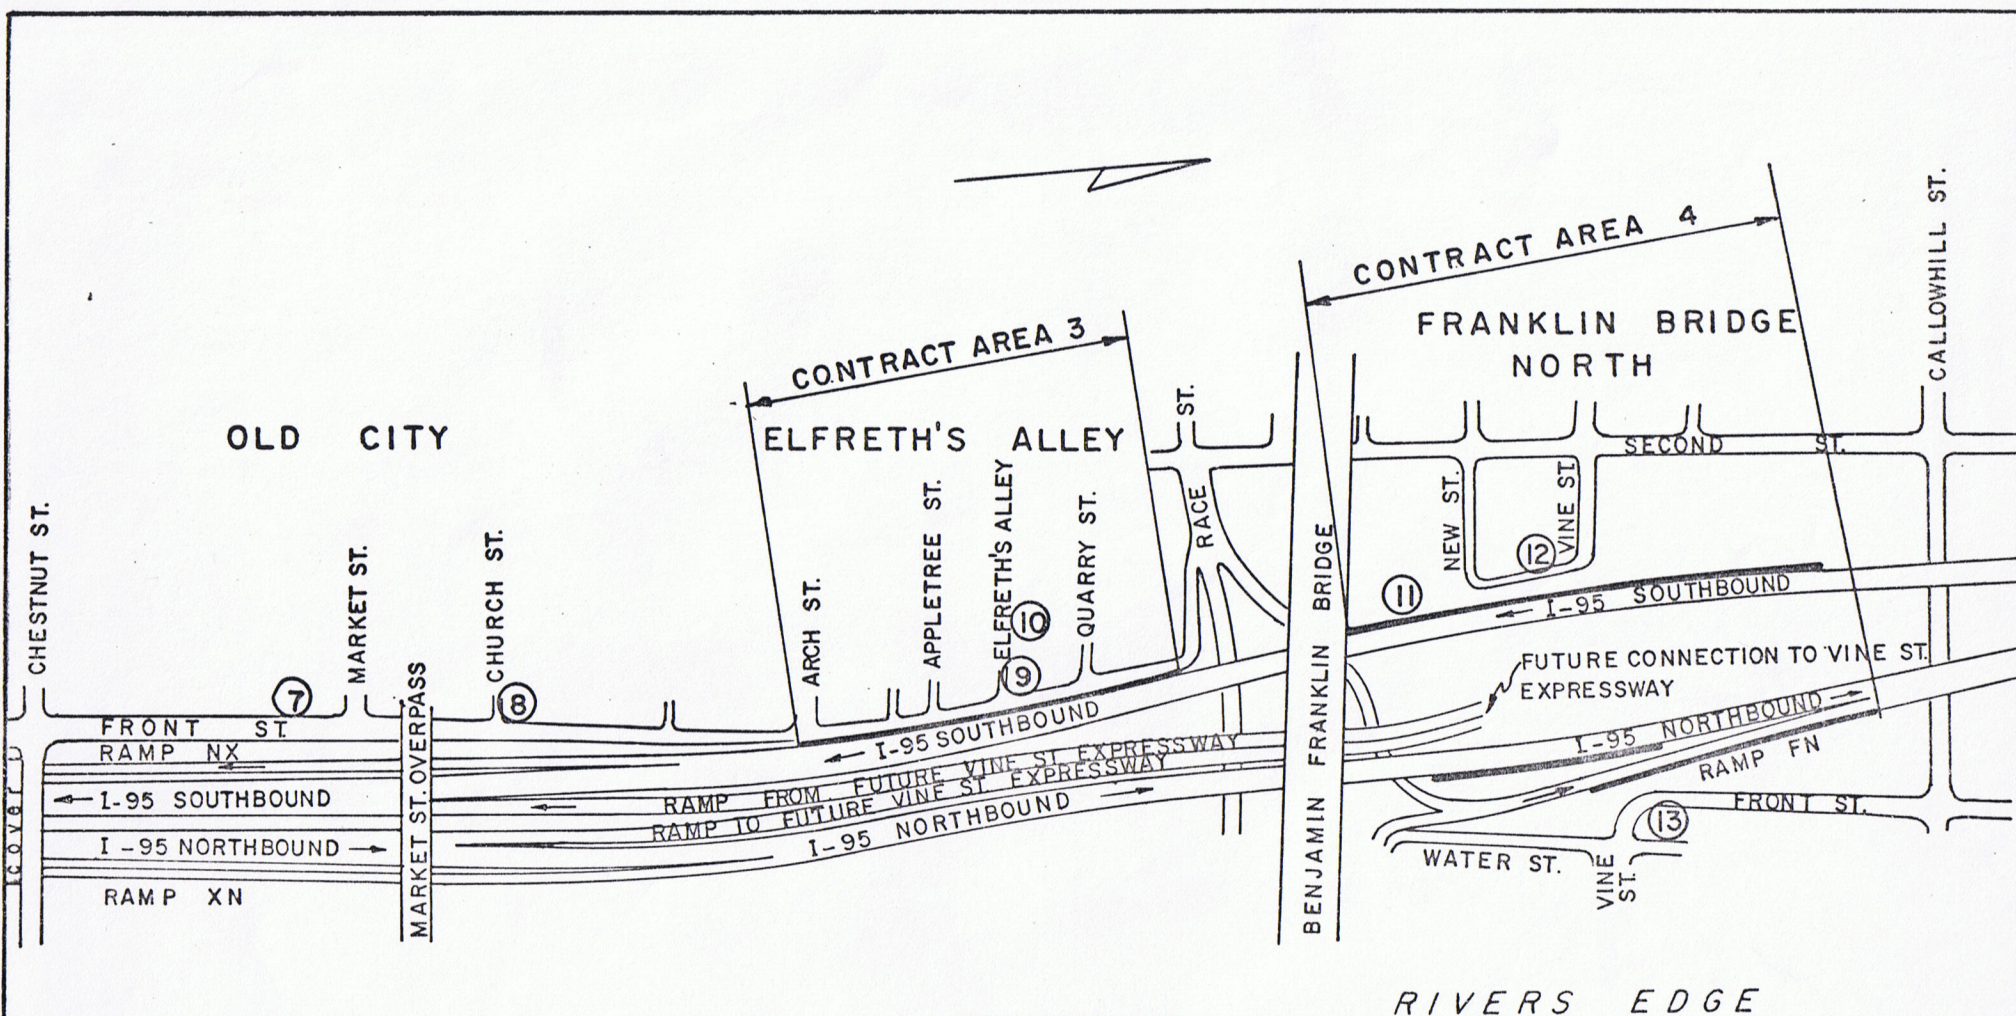 CONTRACT AREA 4
CALLOWHILL ST.
FRANKLIN BRIDGE
NORTH
CONTRACT AREA 3
OLD CITY
ELFRETH'S ALLEY
ST.
RACE
SECOND ST.
CHESTNUT ST.
MARKET ST.
CHURCH ST.
ARCH ST.
APPLETREE ST.
ELFRETH'S ALLEY
QUARRY ST.
NEW ST.
VINE ST.
7
8
9
10
11
12
13
BENJAMIN FRANKLIN BRIDGE
I-95 SOUTHBOUND
FUTURE CONNECTION TO VINE ST.
EXPRESSWAY
FRONT ST.
RAMP NX
I-95 SOUTHBOUND
I-95 NORTHBOUND
RAMP XN
cover
MARKET ST. OVERPASS
I-95 SOUTHBOUND
RAMP FROM FUTURE VINE ST. EXPRESSWAY
RAMP TO FUTURE VINE ST. EXPRESSWAY
I-95 NORTHBOUND
I-95 NORTHBOUND
RAMP FN
FRONT ST.
WATER ST.
VINE
ST.
RIVERS EDGE